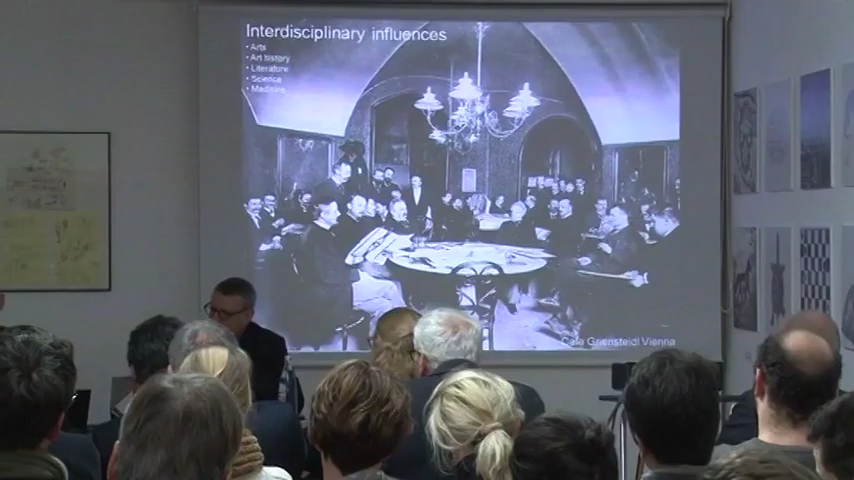 Interdisciplinary influences
• Arts
• Art history
• Literature
• Science
• Medicine
Cafe Griensteidl Vienna